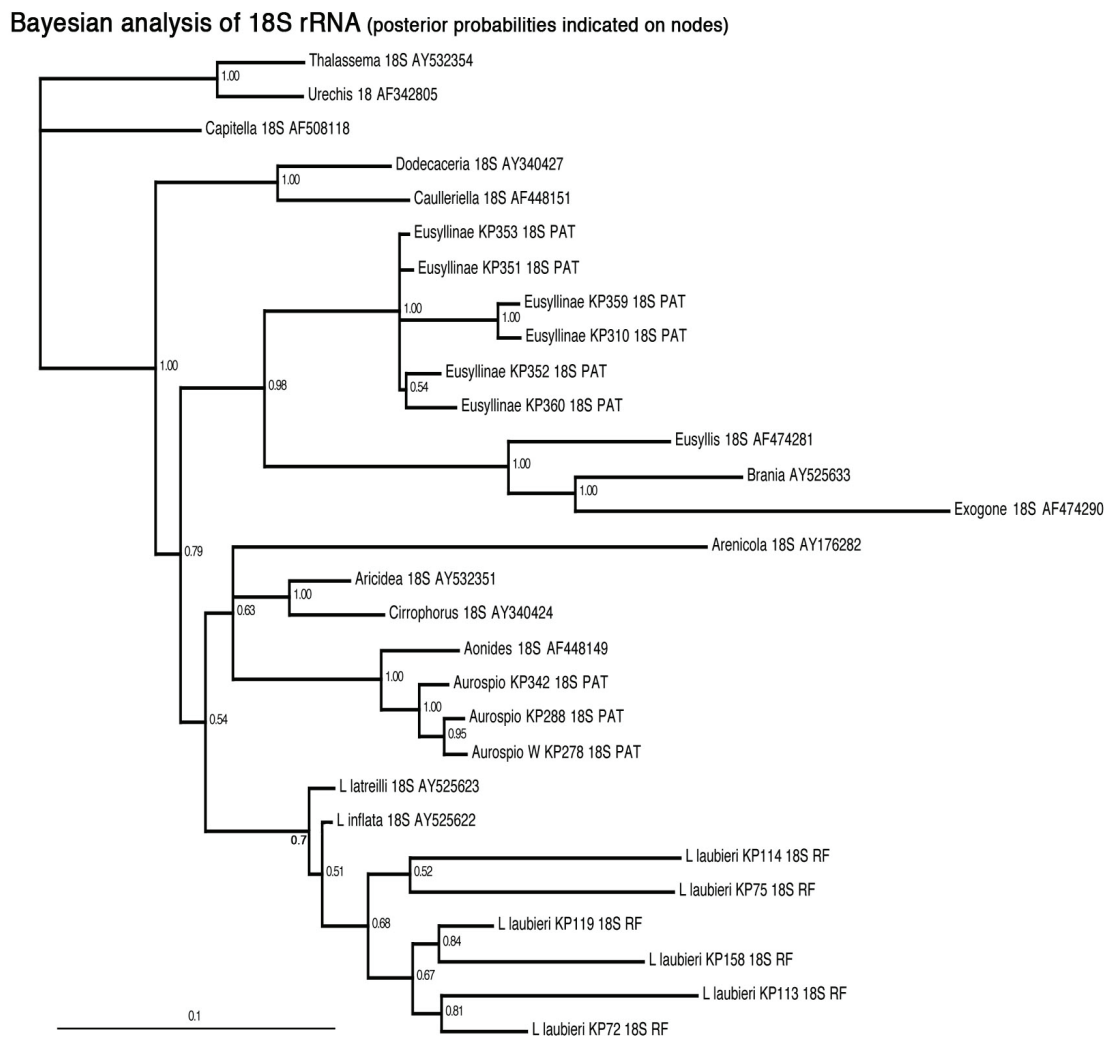 Bayesian analysis of 18S rRNA (posterior probabilities indicated on nodes)
Thalassema 18S AY532354
1.00
Urechis 18 AF342805
Capitella 18S AF508118
Dodecaceria 18S AY340427
1.00
Caulleriella 18S AF448151
Eusyllinae KP353 18S PAT
Eusyllinae KP351 18S PAT
Eusyllinae KP359 18S PAT
1.00
1.00
Eusyllinae KP310 18S PAT
1.00
Eusyllinae KP352 18S PAT
0.98
0.54
Eusyllinae KP360 18S PAT
Eusyllis 18S AF474281
1.00
Brania AY525633
1.00
Exogone 18S AF474290
Arenicola 18S AY176282
0.79
Aricidea 18S AY532351
1.00
0.63
Cirrophorus 18S AY340424
Aonides 18S AF448149
1.00
Aurospio KP342 18S PAT
1.00
Aurospio KP288 18S PAT
0.54
0.95
Aurospio W KP278 18S PAT
L latreilli 18S AY525623
L inflata 18S AY525622
0.7
L laubieri KP114 18S RF
0.51
0.52
L laubieri KP75 18S RF
L laubieri KP119 18S RF
0.68
0.84
L laubieri KP158 18S RF
0.67
L laubieri KP113 18S RF
0.81
0.1
L laubieri KP72 18S RF